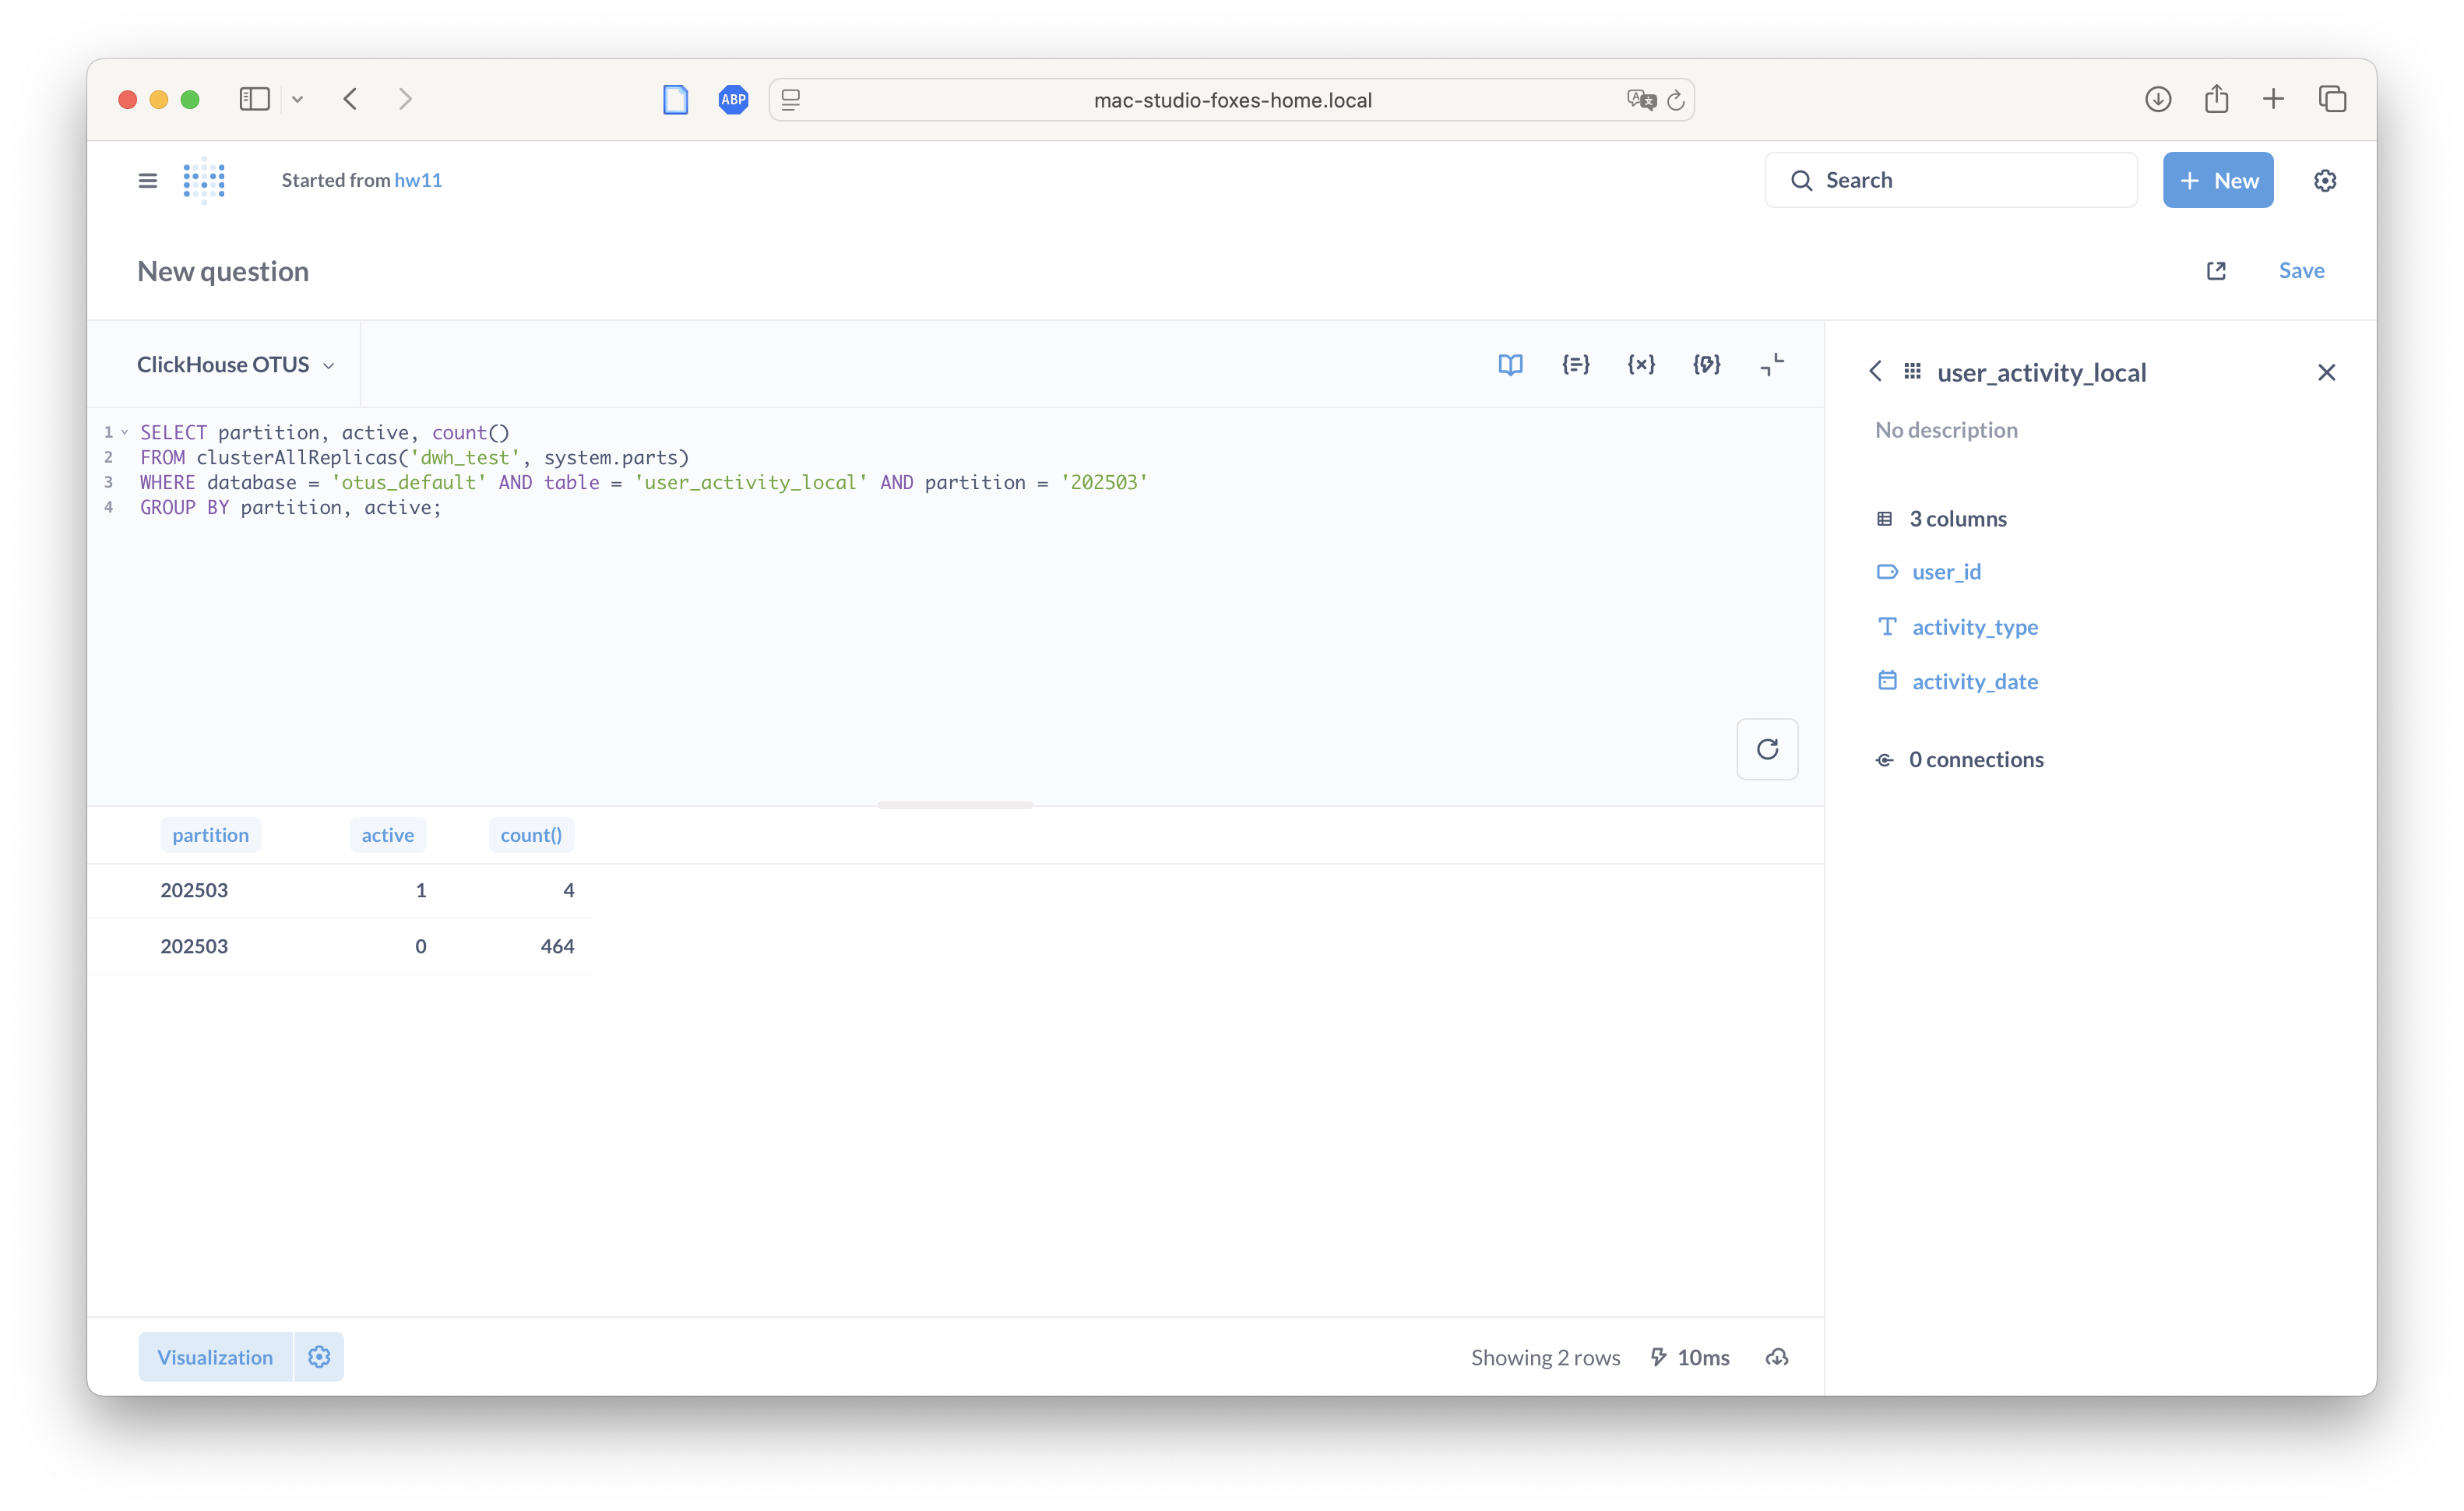 ABP
mac-studio-foxes-home.local
Started from hw11
Search
New
New question
Save
ClickHouse OTUS
1 SELECT partition, active, count()
2 FROM clusterAllReplicas('dwh_test', system.parts)
3 WHERE database = 'otus_default' AND table = 'user_activity_local' AND partition = '202503'
4 GROUP BY partition, active;
user_activity_local
No description
3 columns
user_id
activity_type
activity_date
0 connections
partition active count()
202503 1 4
202503 0 464
Visualization
Showing 2 rows 10ms